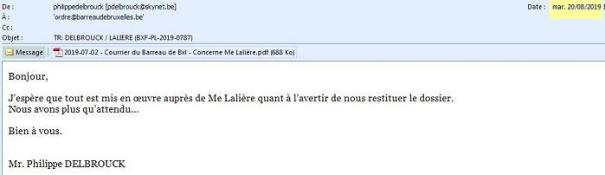 De : philippedelbrouck [pdelbrouck@skynet.be] Date : mar. 20/08/2019
À : 'ordre@barreaudebruxelles.be'
Cc :
Objet : TR: DELBROUCK / LALIERE (BXF-PL-2019-0787)
Message 2019-07-02 - Courrier du Barreau de Bxl - Concerne Me Lalière.pdf (688 Ko)
Bonjour,
J'espère que tout est mis en œuvre auprès de Me Lalière quant à l'avertir de nous restituer le dossier.
Nous avons plus qu'attendu...
Bien à vous.
Mr. Philippe DELBROUCK